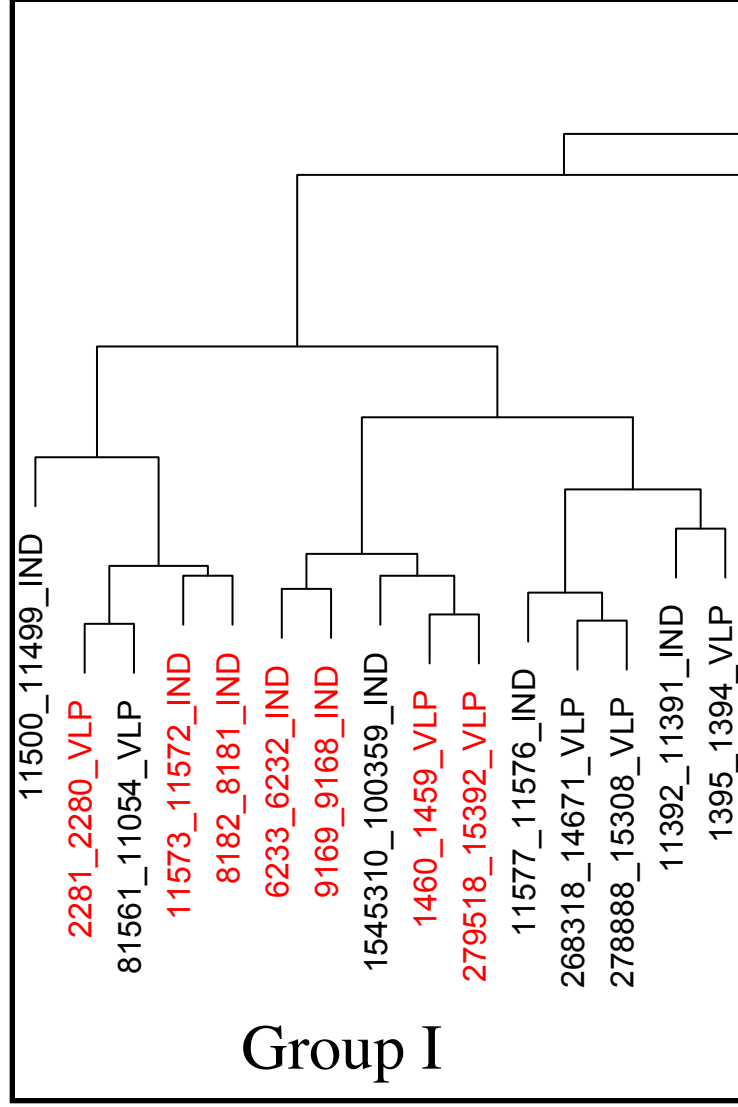 11500_11499_IND
2281_2280_VLP
81561_11054_VLP
11573_11572_IND
8182_8181_IND
6233_6232_IND
9169_9168_IND
1545310_100359_IND
1460_1459_VLP
279518_15392_VLP
11577_11576_IND
268318_14671_VLP
278888_15308_VLP
11392_11391_IND
1395_1394_VLP
Group I